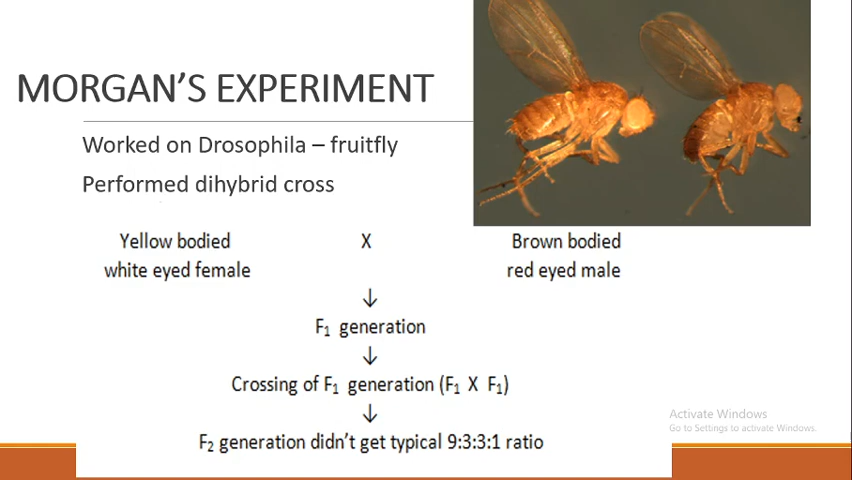 MORGAN’S EXPERIMENT
Worked on Drosophila – fruitfly
Performed dihybrid cross
Yellow bodied X Brown bodied
white eyed female red eyed male
↓
F₁ generation
↓
Crossing of F₁ generation (F₁ X F₁)
↓
F₂ generation didn’t get typical 9:3:3:1 ratio
Activate Windows
Go to Settings to activate Windows.